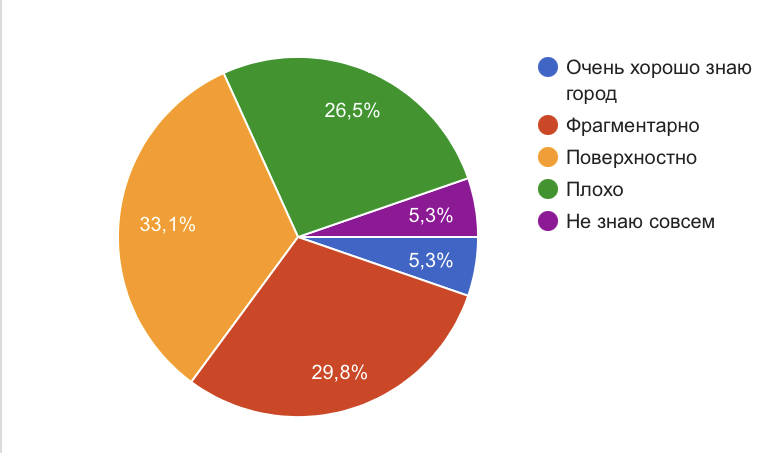 26,5%
5,3%
33,1%
5,3%
29,8%
Очень хорошо знаю
город
Фрагментарно
Поверхностно
Плохо
Не знаю совсем